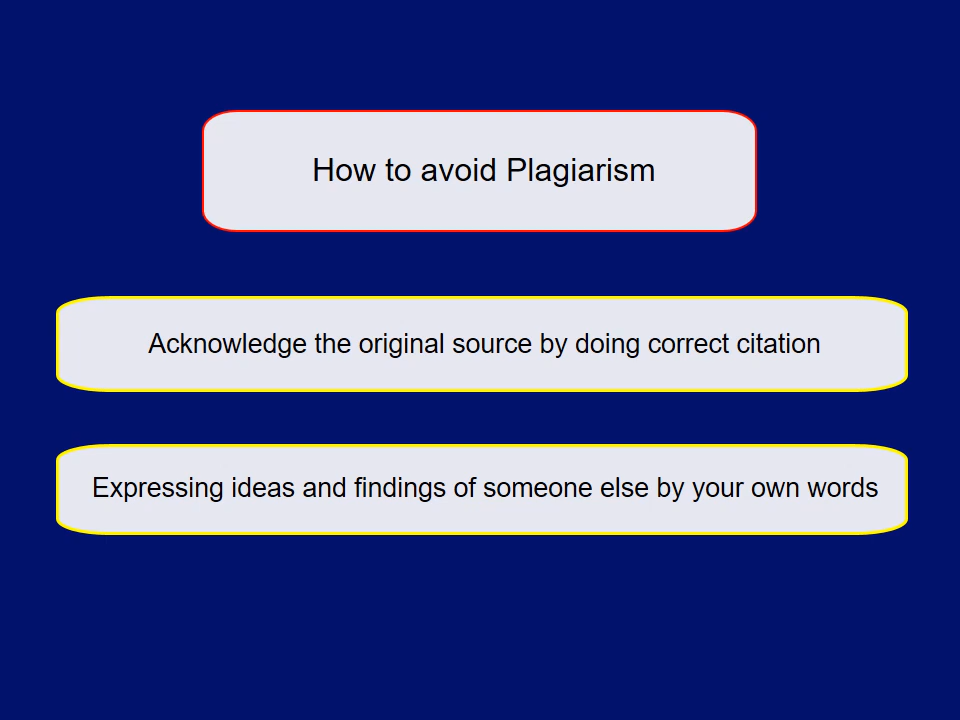 How to avoid Plagiarism
Acknowledge the original source by doing correct citation
Expressing ideas and findings of someone else by your own words